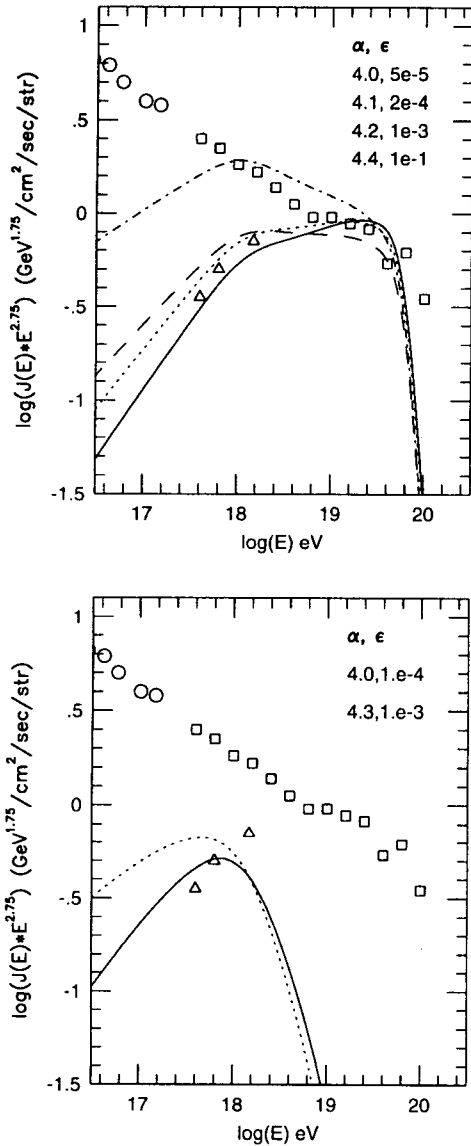 1
.5
0
-.5
-1
-1.5
log(J(E)*E^2.75) (GeV^1.75/cm^2/sec/str)
α, ϵ
4.0, 5e-5
4.1, 2e-4
4.2, 1e-3
4.4, 1e-1
17 18 19 20
log(E) eV
1
.5
0
-.5
-1
-1.5
log(J(E)*E^2.75) (GeV^1.75/cm^2/sec/str)
α, ϵ
4.0,1.e-4
4.3,1.e-3
17 18 19 20
log(E) eV